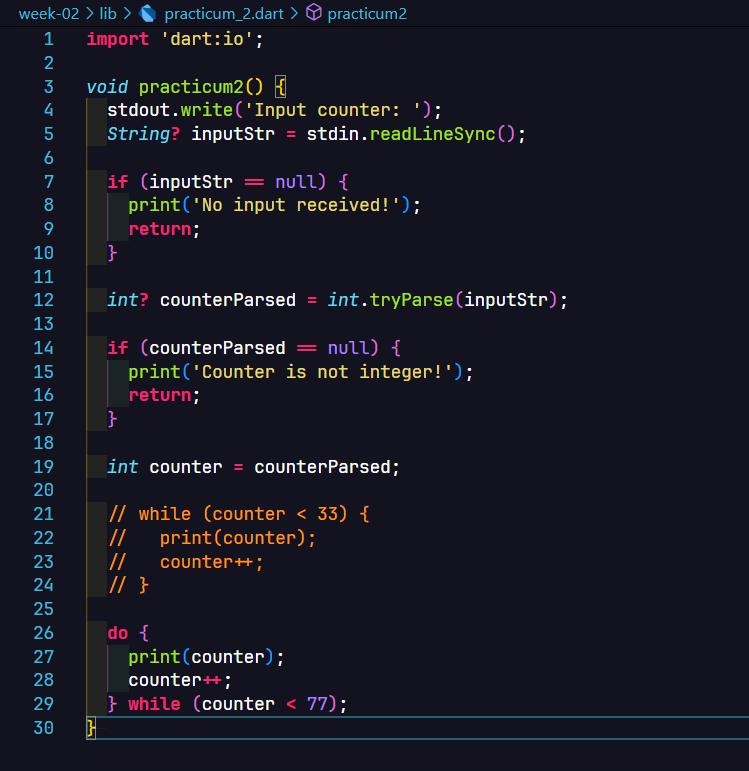 week-02 > lib > practicum_2.dart > practicum2
1 import 'dart:io';
2
3 void practicum2() {
4   stdout.write('Input counter: ');
5   String? inputStr = stdin.readLineSync();
6
7   if (inputStr == null) {
8     print('No input received!');
9     return;
10   }
11
12   int? counterParsed = int.tryParse(inputStr);
13
14   if (counterParsed == null) {
15     print('Counter is not integer!');
16     return;
17   }
18
19   int counter = counterParsed;
20
21   // while (counter < 33) {
22   //   print(counter);
23   //   counter++;
24   // }
25
26   do {
27     print(counter);
28     counter++;
29   } while (counter < 77);
30 }